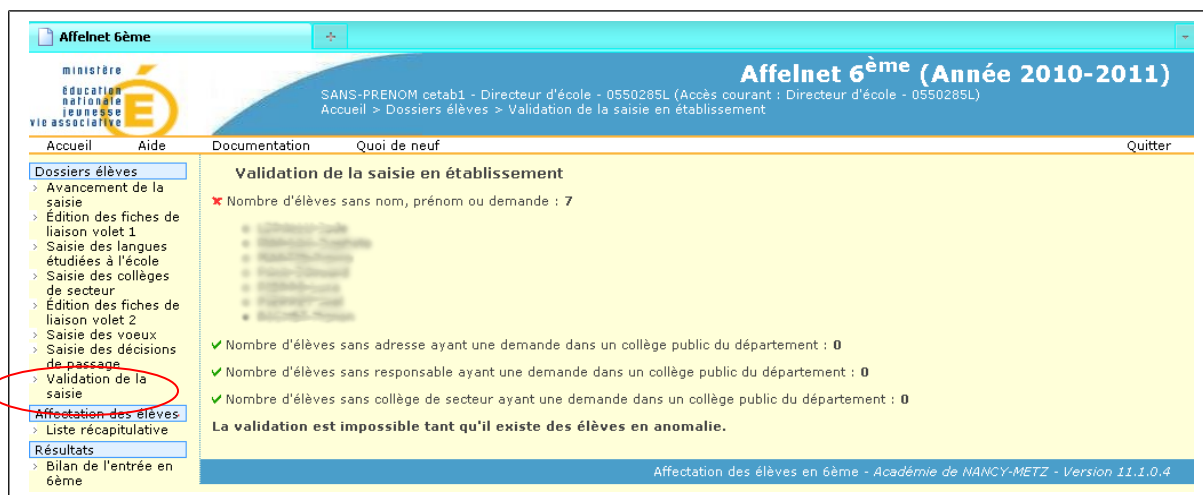 Affelnet 6ème
ministère
éducation
nationale
jeunesse
vie associative
Affelnet 6ème (Année 2010-2011)
SANS-PRENOM cetab1 - Directeur d'école - 0550285L (Accès courant : Directeur d'école - 0550285L)
Accueil > Dossiers élèves > Validation de la saisie en établissement
Accueil Aide Documentation Quoi de neuf Quitter
Dossiers élèves
Avancement de la
saisie
Édition des fiches de
liaison volet 1
Saisie des langues
étudiées à l'école
Saisie des collèges
de secteur
Édition des fiches de
liaison volet 2
Saisie des voeux
Saisie des décisions
de passage
Validation de la
saisie
Affectation des élèves
Liste récapitulative
Résultats
Bilan de l'entrée en
6ème
Validation de la saisie en établissement
Nombre d'élèves sans nom, prénom ou demande : 7
Nombre d'élèves sans adresse ayant une demande dans un collège public du département : 0
Nombre d'élèves sans responsable ayant une demande dans un collège public du département : 0
Nombre d'élèves sans collège de secteur ayant une demande dans un collège public du département : 0
La validation est impossible tant qu'il existe des élèves en anomalie.
Affectation des élèves en 6ème - Académie de NANCY-METZ - Version 11.1.0.4